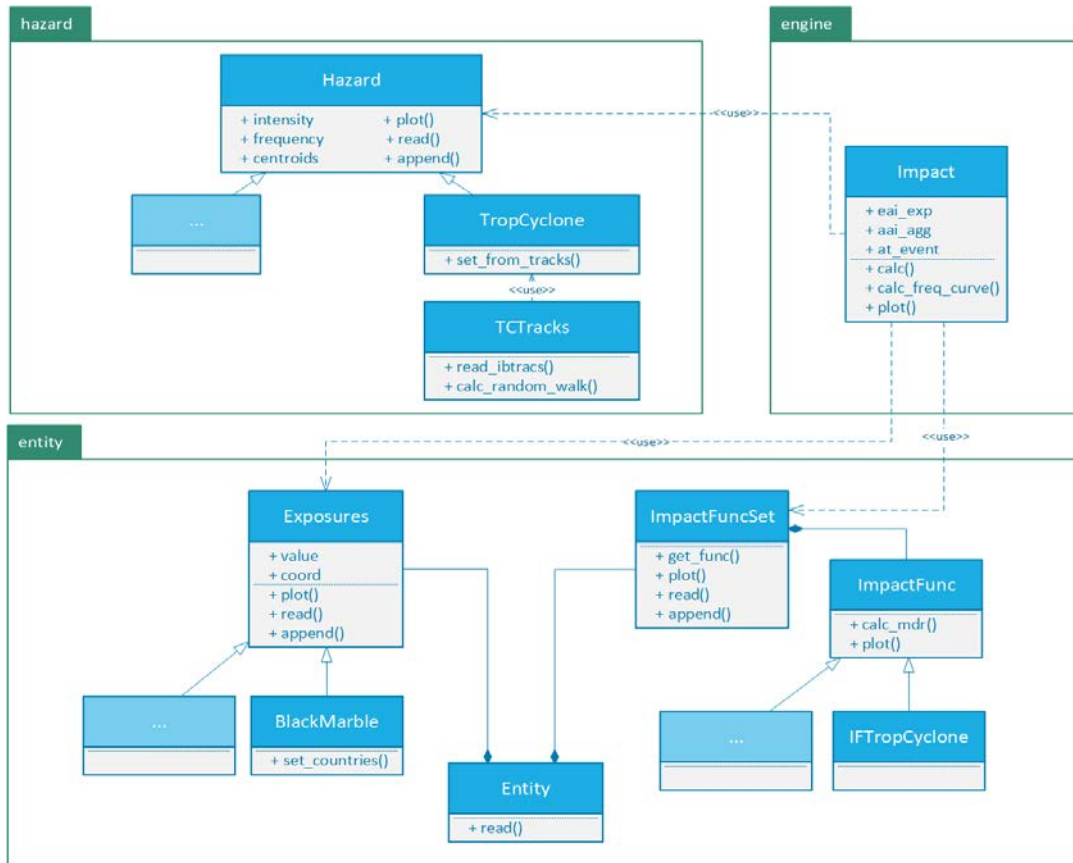 hazard
Hazard
+ intensity + plot()
+ frequency + read()
+ centroids + append()
...
TropCyclone
+ set_from_tracks()
<<use>>
TCTracks
+ read_ibtracs()
+ calc_random_walk()
engine
<<use>>
Impact
+ eai_exp
+ aai_agg
+ at_event
+ calc()
+ calc_freq_curve()
+ plot()
entity
<<use>>
<<use>>
Exposures
+ value
+ coord
+ plot()
+ read()
+ append()
...
BlackMarble
+ set_countries()
ImpactFuncSet
+ get_func()
+ plot()
+ read()
+ append()
ImpactFunc
+ calc_mdr()
+ plot()
...
IFTropCyclone
Entity
+ read()